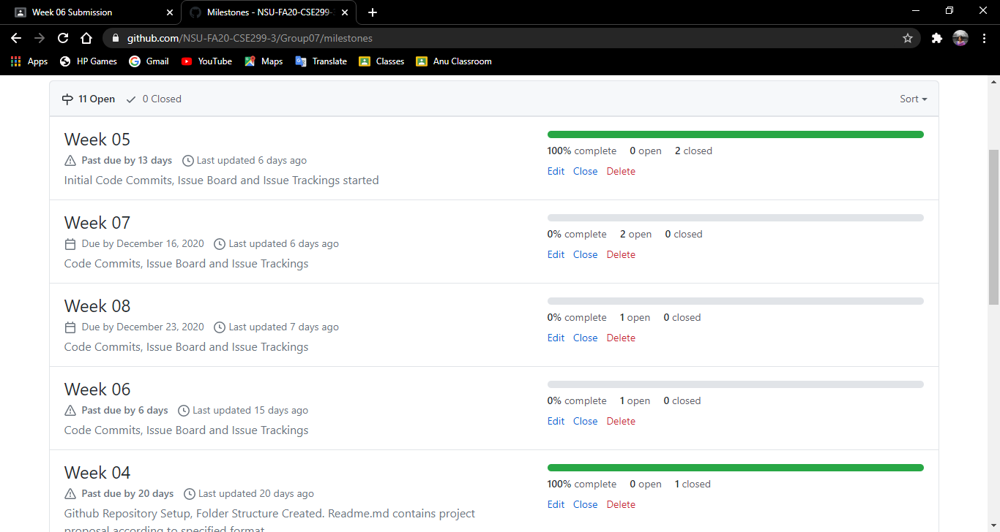 Week 06 Submission
Milestones - NSU-FA20-CSE299-
github.com/NSU-FA20-CSE299-3/Group07/milestones
Apps HP Games Gmail YouTube Maps Translate Classes Anu Classroom
11 Open 0 Closed Sort
Week 05
Past due by 13 days Last updated 6 days ago
Initial Code Commits, Issue Board and Issue Trackings started
100% complete 0 open 2 closed
Edit Close Delete
Week 07
Due by December 16, 2020 Last updated 6 days ago
Code Commits, Issue Board and Issue Trackings
0% complete 2 open 0 closed
Edit Close Delete
Week 08
Due by December 23, 2020 Last updated 7 days ago
Code Commits, Issue Board and Issue Trackings
0% complete 1 open 0 closed
Edit Close Delete
Week 06
Past due by 6 days Last updated 15 days ago
Code Commits, Issue Board and Issue Trackings
0% complete 1 open 0 closed
Edit Close Delete
Week 04
Past due by 20 days Last updated 20 days ago
Github Repository Setup, Folder Structure Created. Readme.md contains project
proposal according to specified format
100% complete 0 open 1 closed
Edit Close Delete